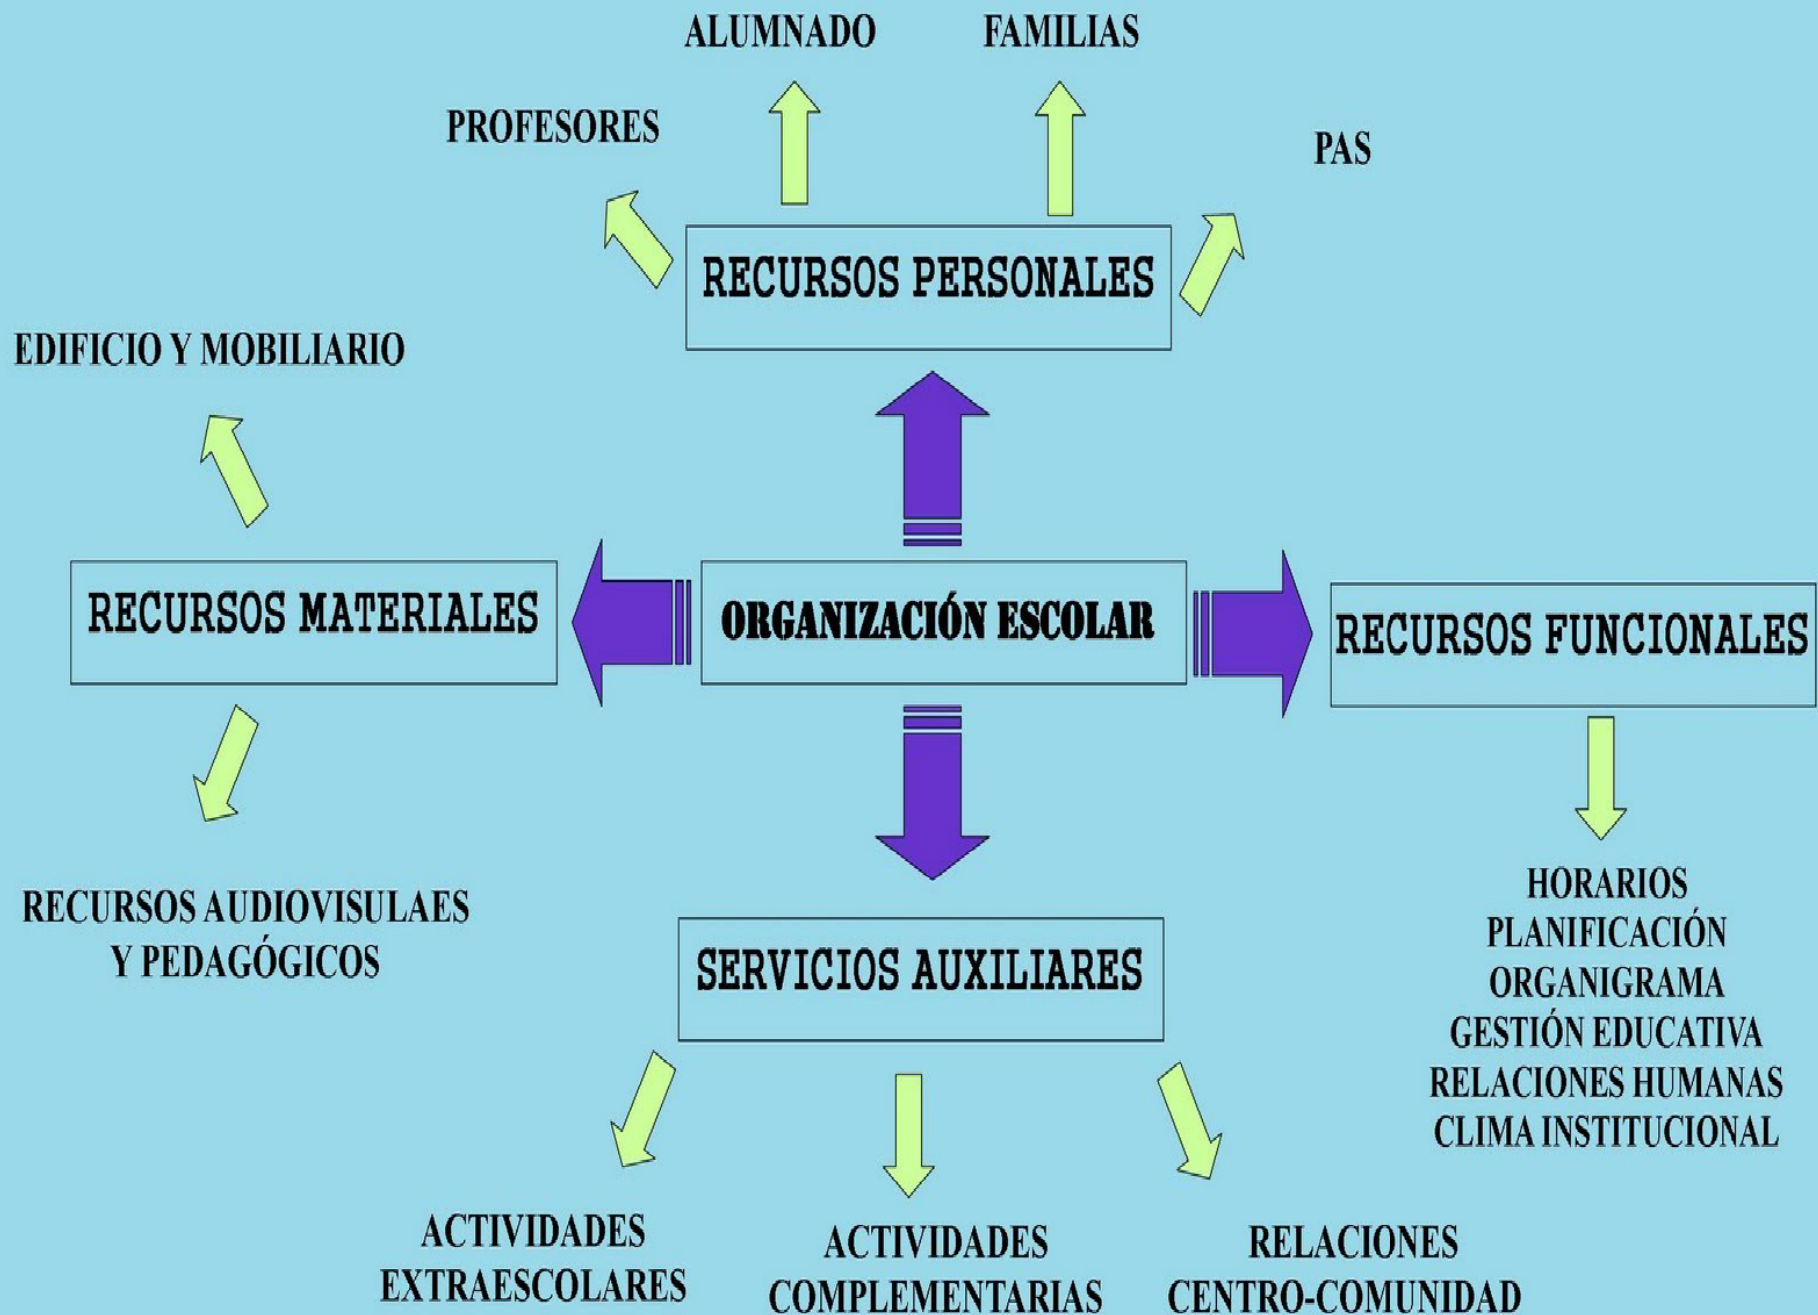 ALUMNADO
FAMILIAS
PROFESORES
PAS
RECURSOS PERSONALES
EDIFICIO Y MOBILIARIO
RECURSOS MATERIALES
ORGANIZACIÓN ESCOLAR
RECURSOS FUNCIONALES
RECURSOS AUDIOVISULAES
Y PEDAGÓGICOS
HORARIOS
PLANIFICACIÓN
ORGANIGRAMA
GESTIÓN EDUCATIVA
RELACIONES HUMANAS
CLIMA INSTITUCIONAL
SERVICIOS AUXILIARES
ACTIVIDADES
EXTRAESCOLARES
ACTIVIDADES
COMPLEMENTARIAS
RELACIONES
CENTRO-COMUNIDAD